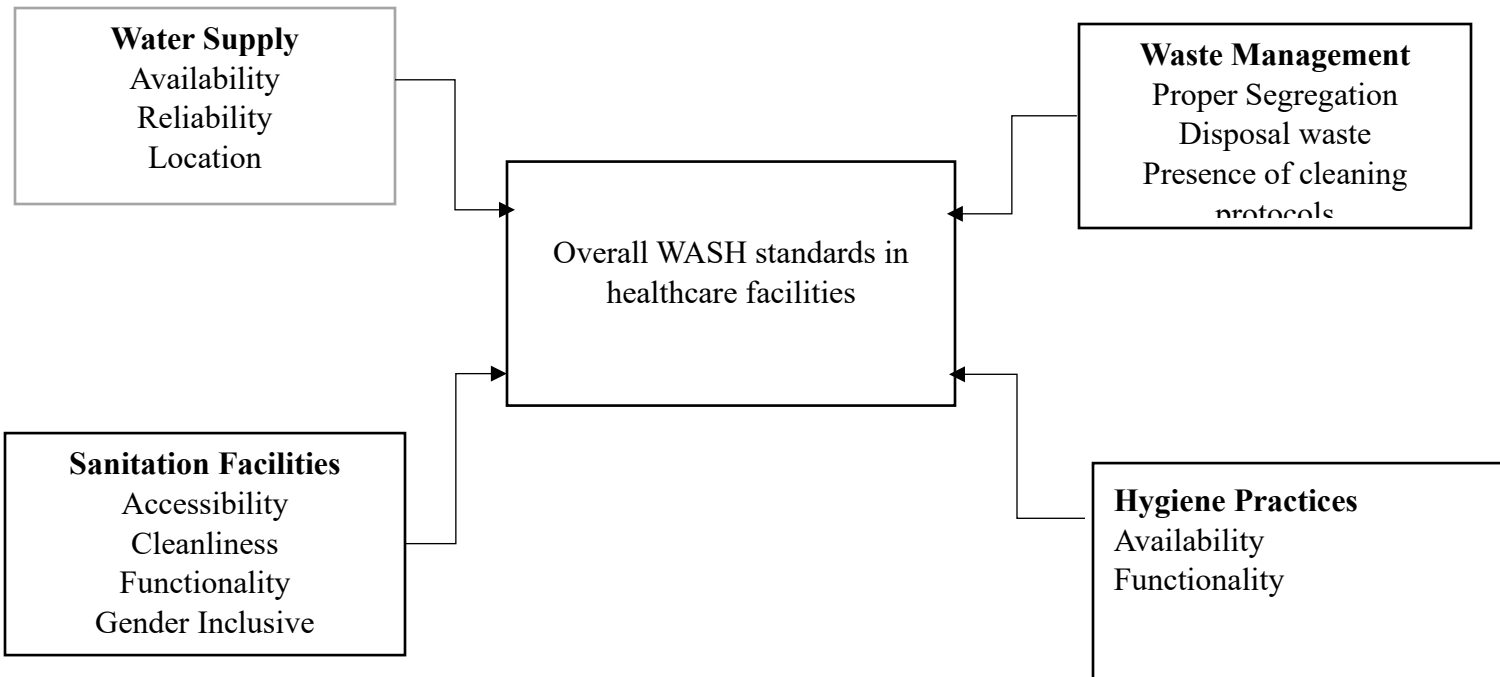 Water Supply
Availability
Reliability
Location
Waste Management
Proper Segregation
Disposal waste
Presence of cleaning
protocols
Overall WASH standards in
healthcare facilities
Sanitation Facilities
Accessibility
Cleanliness
Functionality
Gender Inclusive
Hygiene Practices
Availability
Functionality